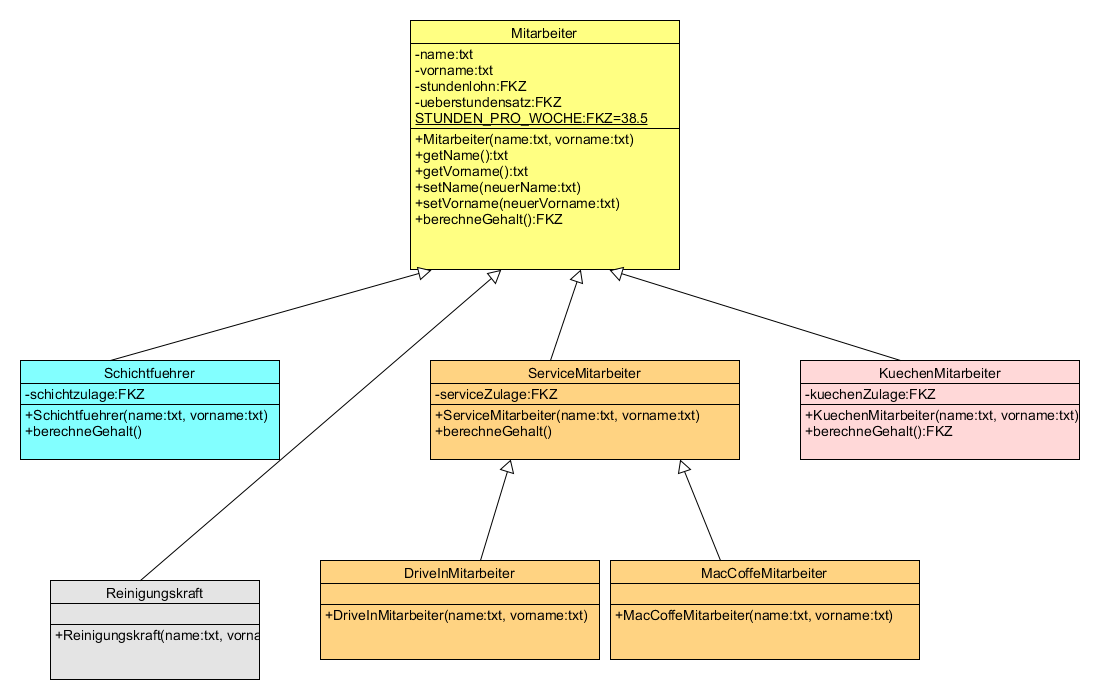 Mitarbeiter
-name:txt
-vorname:txt
-stundenlohn:FKZ
-ueberstundensatz:FKZ
STUNDEN_PRO_WOCHE:FKZ=38.5
+Mitarbeiter(name:txt, vorname:txt)
+getName():txt
+getVorname():txt
+setName(neuerName:txt)
+setVorname(neuerVorname:txt)
+berechneGehalt():FKZ
Schichtfuehrer
-schichtzulage:FKZ
+Schichtfuehrer(name:txt, vorname:txt)
+berechneGehalt()
ServiceMitarbeiter
-serviceZulage:FKZ
+ServiceMitarbeiter(name:txt, vorname:txt)
+berechneGehalt()
KuechenMitarbeiter
-kuechenZulage:FKZ
+KuechenMitarbeiter(name:txt, vorname:txt)
+berechneGehalt():FKZ
Reinigungskraft
+Reinigungskraft(name:txt, vorna
DriveInMitarbeiter
+DriveInMitarbeiter(name:txt, vorname:txt)
MacCoffeMitarbeiter
+MacCoffeMitarbeiter(name:txt, vorname:txt)